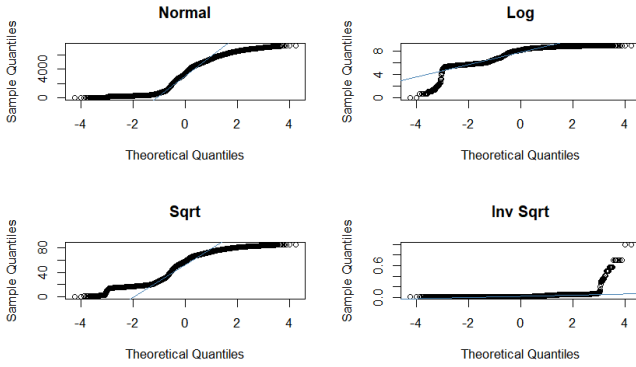 Normal
Sample Quantiles
0 4000
-4 -2 0 2 4
Theoretical Quantiles
Log
Sample Quantiles
0 4 8
-4 -2 0 2 4
Theoretical Quantiles
Sqrt
Sample Quantiles
0 40 80
-4 -2 0 2 4
Theoretical Quantiles
Inv Sqrt
Sample Quantiles
0.0 0.6
-4 -2 0 2 4
Theoretical Quantiles